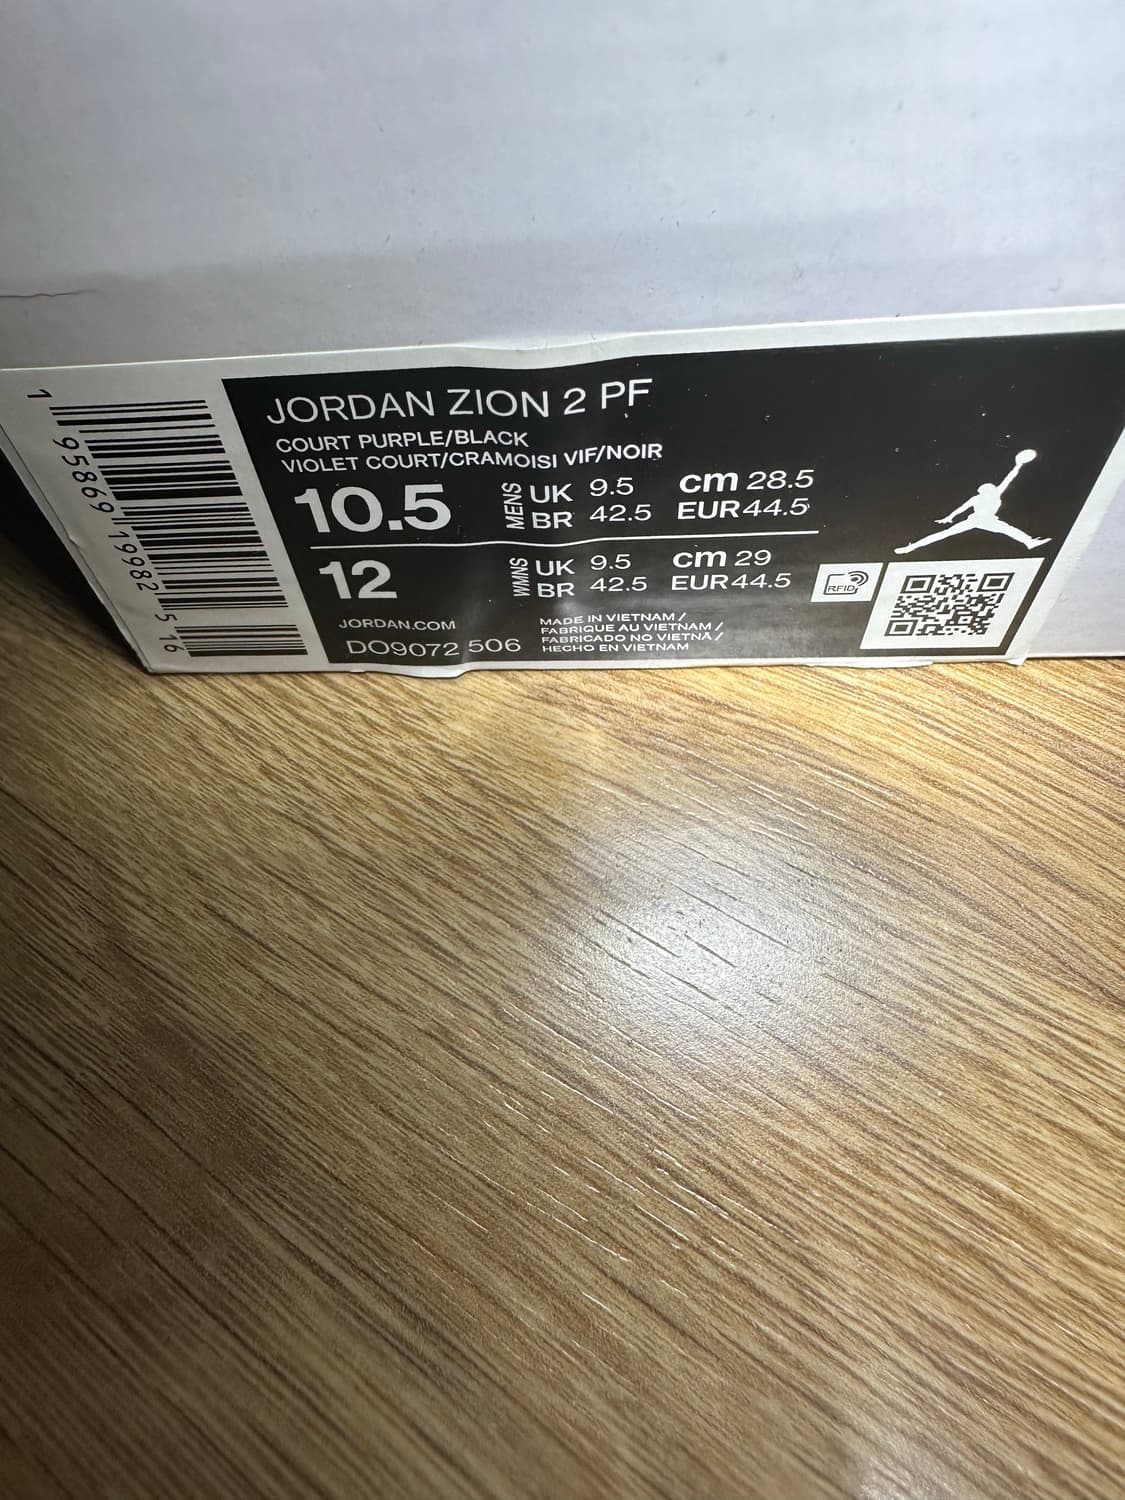 JORDAN ZION 2 PF
COURT PURPLE/BLACK
VIOLET COURT/CRAMOISI VIF/NOIR
10.5 MENS UK 9.5 cm 28.5
BR 42.5 EUR 44.5
12 WMNS UK 9.5 cm 29
BR 42.5 EUR 44.5
RFID
JORDAN.COM
DO9072 506
MADE IN VIETNAM /
FABRIQUE AU VIETNAM /
FABRICADO NO VIETNÃ /
HECHO EN VIETNAM
1 95869 19982 5 16